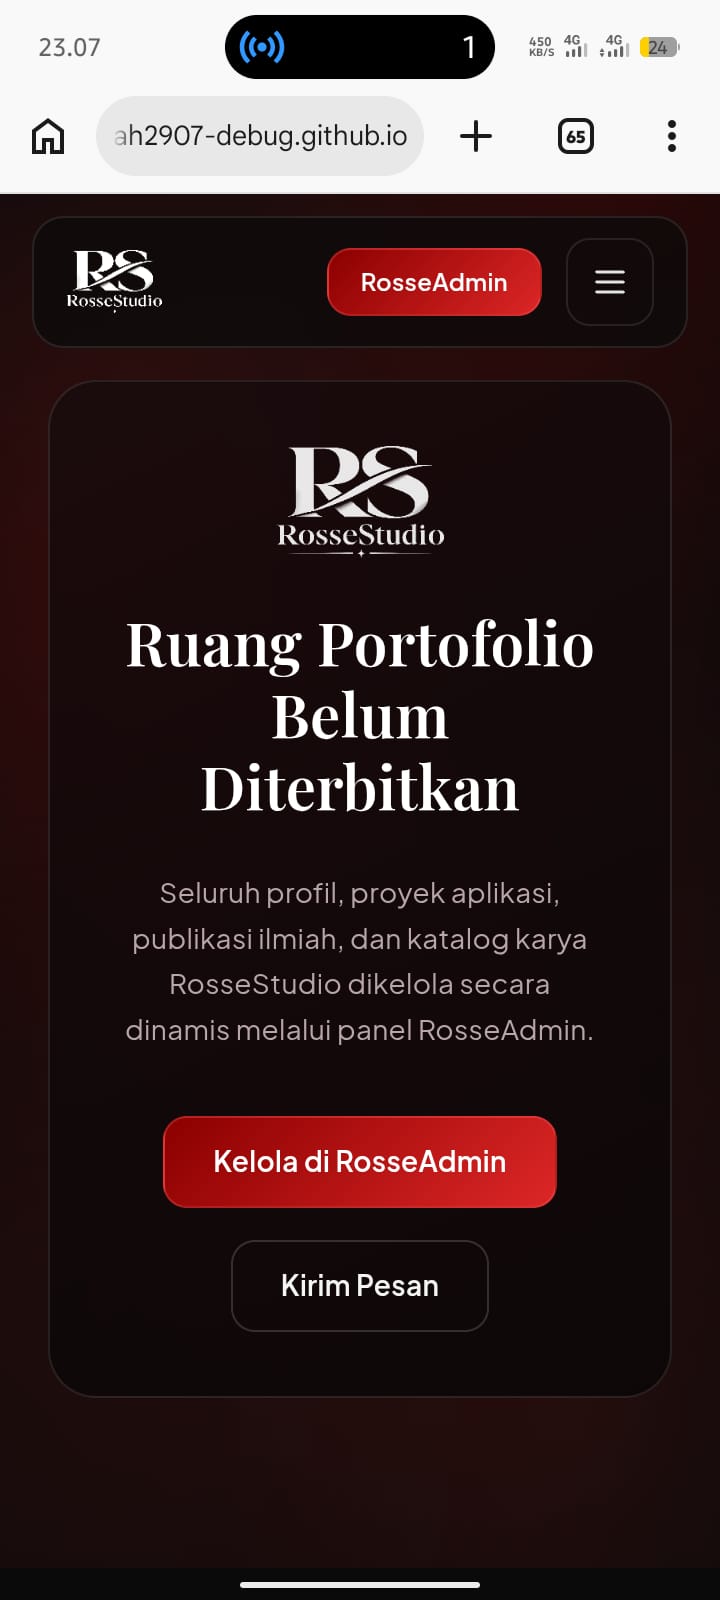 23.07
1
450 KB/S 4G 4G 24
ah2907-debug.github.io
65
RS
RosseStudio
RosseAdmin
RS
RosseStudio
Ruang Portofolio
Belum
Diterbitkan
Seluruh profil, proyek aplikasi,
publikasi ilmiah, dan katalog karya
RosseStudio dikelola secara
dinamis melalui panel RosseAdmin.
Kelola di RosseAdmin
Kirim Pesan